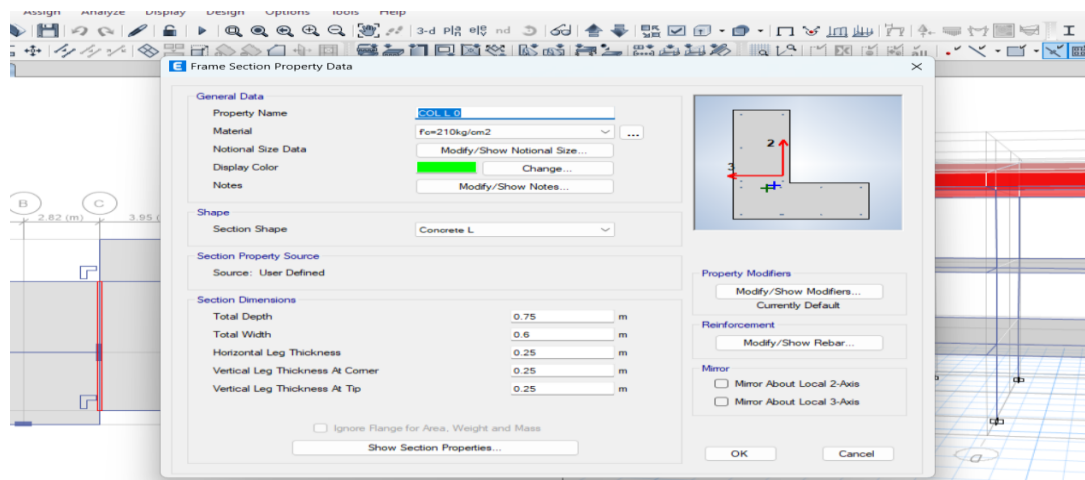 Assign Analyze Display Design Options Tools Help
3-d
nd
Frame Section Property Data
General Data
Property Name COL L 0
Material f'c=210kg/cm2 ...
Notional Size Data Modify/Show Notional Size...
Display Color Change...
Notes Modify/Show Notes...
2
3
Shape
Section Shape Concrete L
Section Property Source
Source: User Defined
Property Modifiers
Modify/Show Modifiers...
Currently Default
Section Dimensions
Total Depth 0.75 m
Total Width 0.6 m
Horizontal Leg Thickness 0.25 m
Vertical Leg Thickness At Corner 0.25 m
Vertical Leg Thickness At Tip 0.25 m
Reinforcement
Modify/Show Rebar...
Mirror
Mirror About Local 2-Axis
Mirror About Local 3-Axis
Ignore Flange for Area, Weight and Mass
Show Section Properties...
OK Cancel
B C
2.82 (m) 3.95 (
D